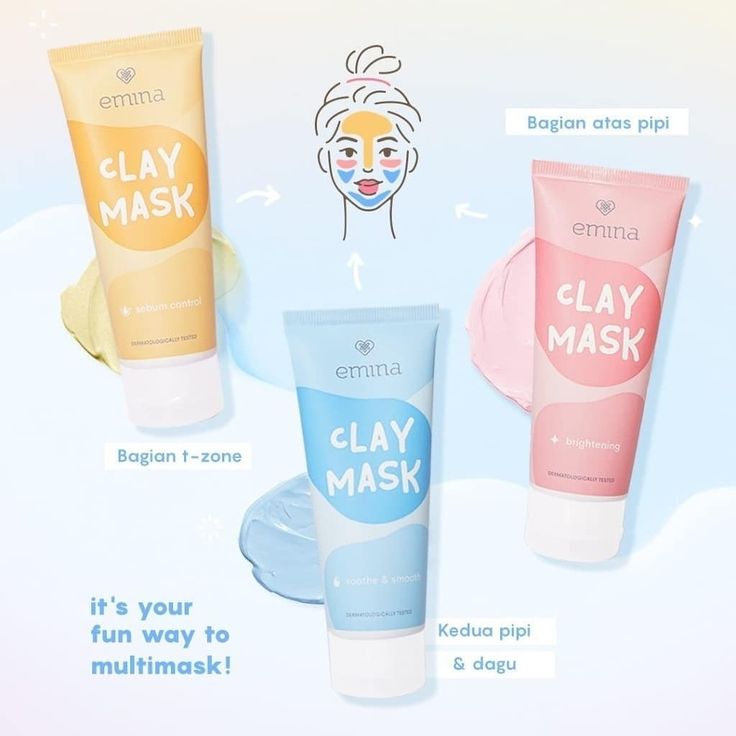 emina
CLAY
MASK
sebum control
DERMATOLOGICALLY TESTED
Bagian t-zone
Bagian atas pipi
emina
CLAY
MASK
brightening
DERMATOLOGICALLY TESTED
emina
CLAY
MASK
soothe & smooth
DERMATOLOGICALLY TESTED
Kedua pipi
& dagu
it's your
fun way to
multimask!